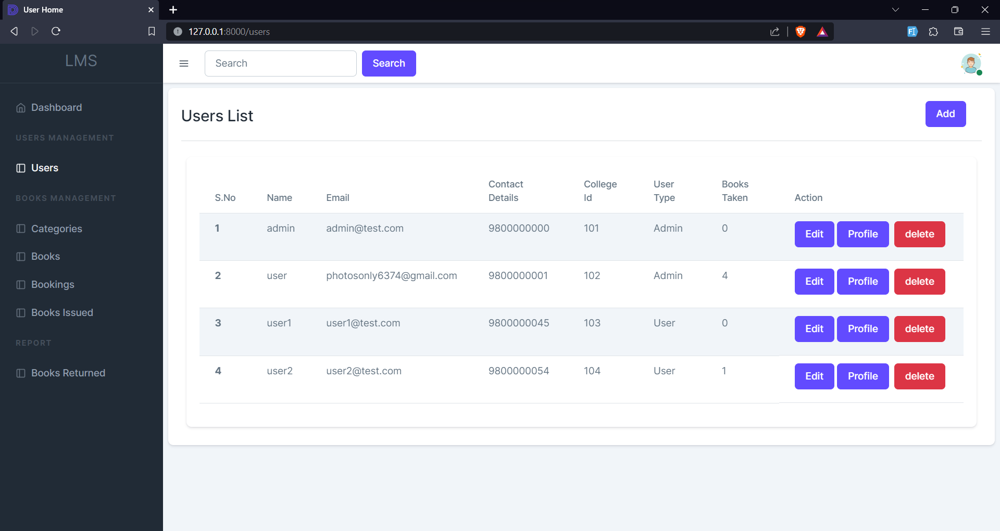 User Home
127.0.0.1:8000/users
LMS
Search
Search
Dashboard
USERS MANAGEMENT
Users
BOOKS MANAGEMENT
Categories
Books
Bookings
Books Issued
REPORT
Books Returned
Users List
Add
S.No Name Email Contact Details College Id User Type Books Taken Action
1 admin admin@test.com 9800000000 101 Admin 0 Edit Profile delete
2 user photosonly6374@gmail.com 9800000001 102 Admin 4 Edit Profile delete
3 user1 user1@test.com 9800000045 103 User 0 Edit Profile delete
4 user2 user2@test.com 9800000054 104 User 1 Edit Profile delete